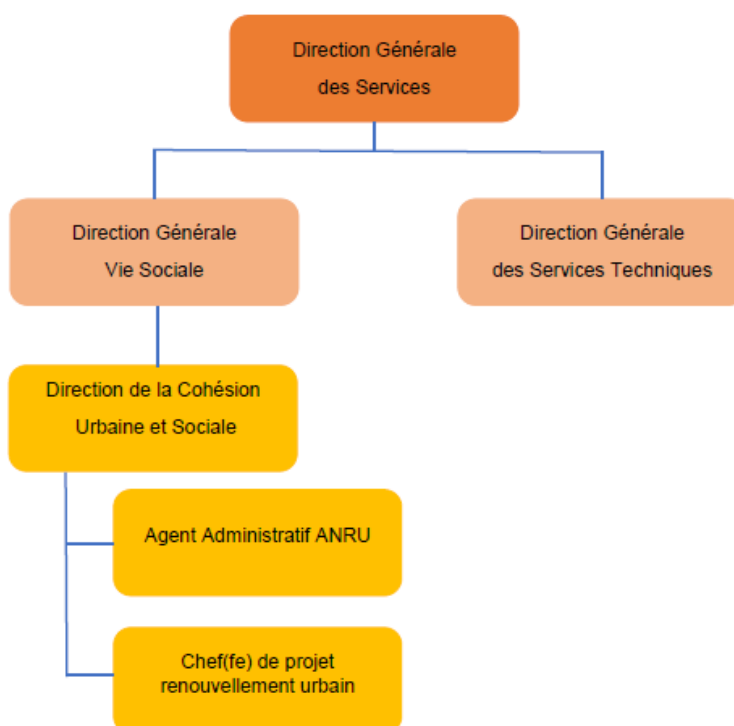 Direction Générale
des Services
Direction Générale
Vie Sociale
Direction Générale
des Services Techniques
Direction de la Cohésion
Urbaine et Sociale
Agent Administratif ANRU
Chef(fe) de projet
renouvellement urbain